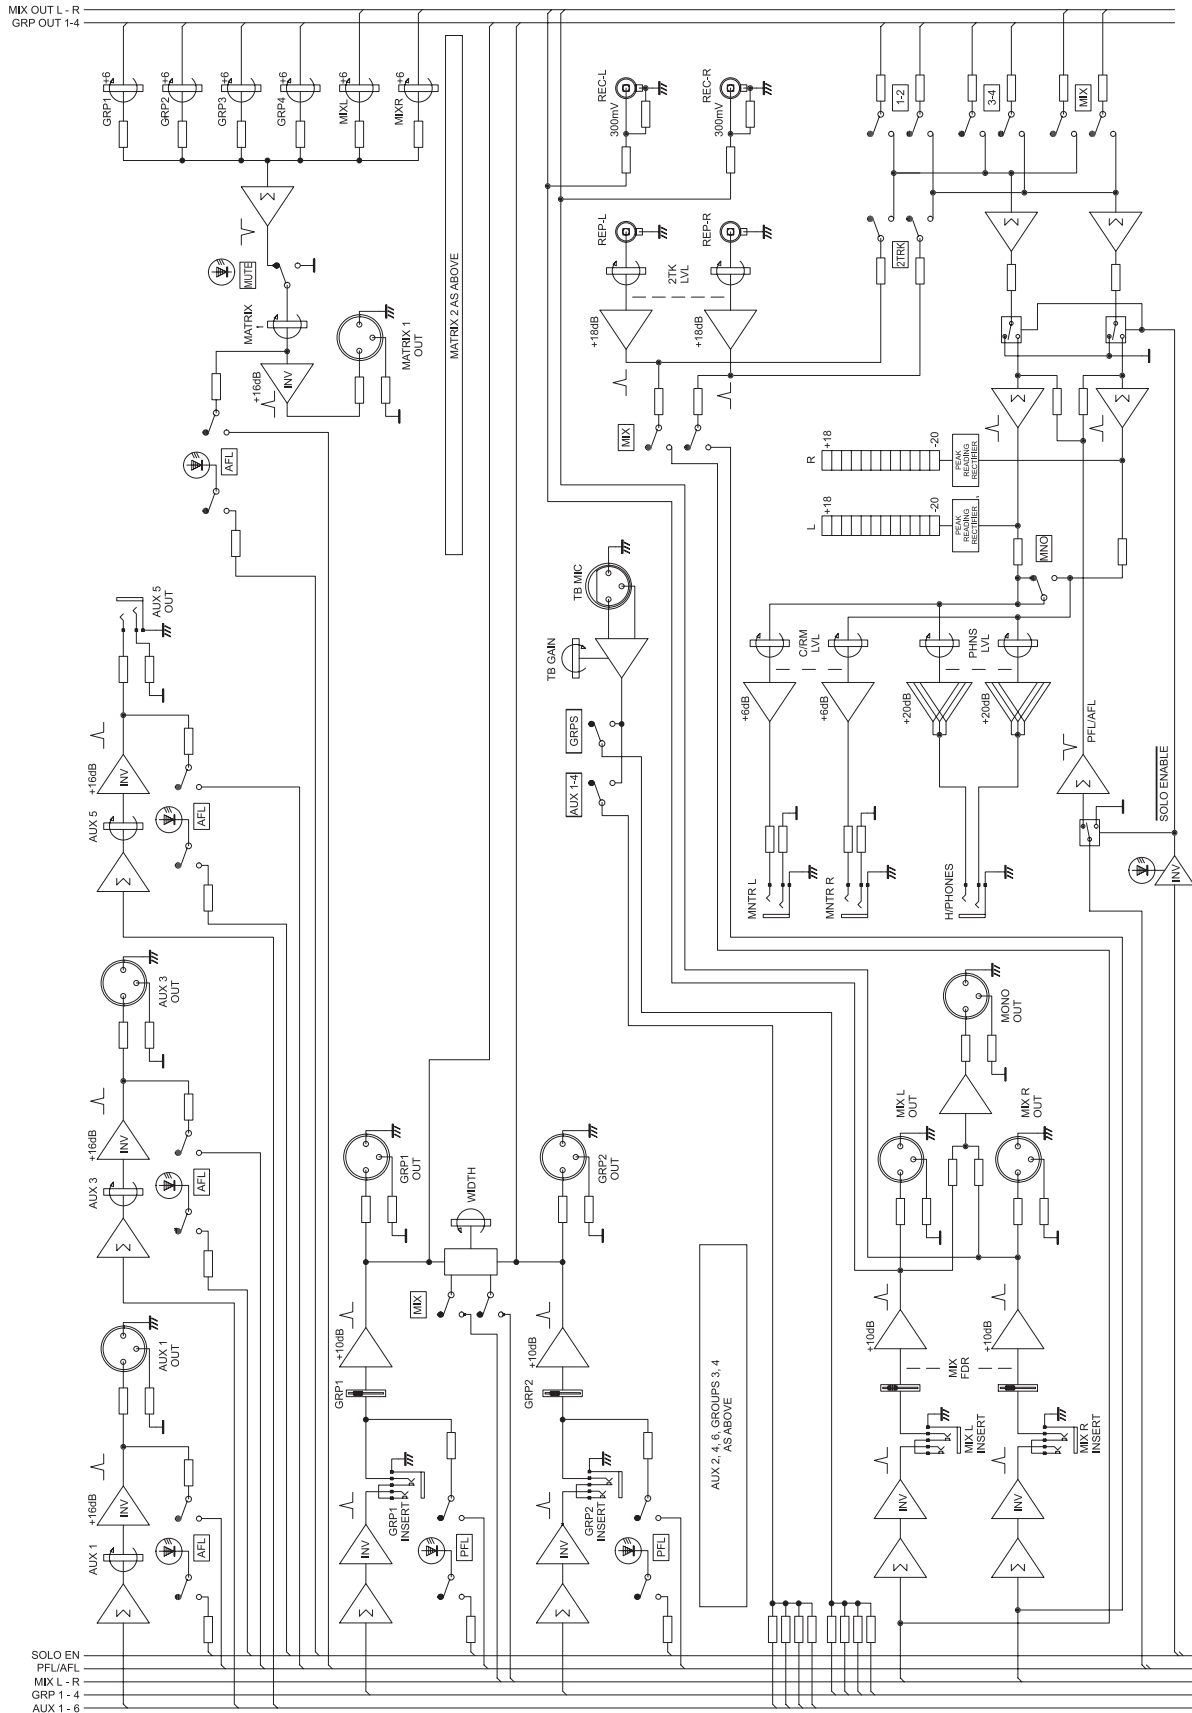 MIX OUT L - R
GRP OUT 1-4
GRP1
+6
GRP2
+6
GRP3
+6
GRP4
+6
MIXL
+6
MIXR
+6
Σ
MUTE
MATRIX
+16dB
INV
MATRIX 1
OUT
AFL
MATRIX 2 AS ABOVE
REC-L
300mV
REC-R
300mV
REP-L
REP-R
2TK
LVL
+18dB
+18dB
MIX
1-2
3-4
MIX
2TRK
Σ
Σ
Σ
Σ
R
+18
-20
PEAK
READING
RECTIFIER
L
+18
-20
PEAK
READING
RECTIFIER
MNO
TB MIC
TB GAIN
GRPS
AUX 1-4
C/RM
LVL
+6dB
+6dB
PHNS
LVL
+20dB
+20dB
PFL/AFL
Σ
SOLO ENABLE
INV
MNTR L
MNTR R
H/PHONES
AUX 5
OUT
+16dB
INV
AUX 5
AFL
Σ
AUX 3
OUT
+16dB
INV
AUX 3
AFL
Σ
AUX 1
OUT
+16dB
INV
AUX 1
AFL
Σ
GRP1
OUT
WIDTH
GRP2
OUT
MIX
+10dB
+10dB
GRP1
GRP2
GRP1
INSERT
GRP2
INSERT
INV
PFL
INV
PFL
Σ
Σ
AUX 2, 4, 6, GROUPS 3, 4
AS ABOVE
MONO
OUT
MIX L
OUT
MIX R
OUT
+10dB
+10dB
MIX
FDR
MIX L
INSERT
MIX R
INSERT
INV
INV
Σ
Σ
SOLO EN
PFL/AFL
MIX L - R
GRP 1 - 4
AUX 1 - 6